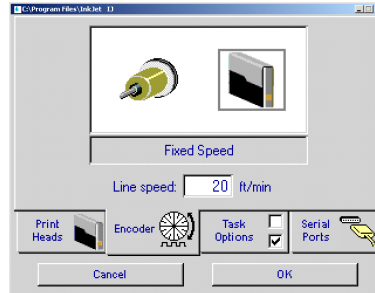 C:\Program Files\InkJet IJ
Fixed Speed
Line speed: 20 ft/min
Print Heads
Encoder
Task Options
Serial Ports
Cancel
OK